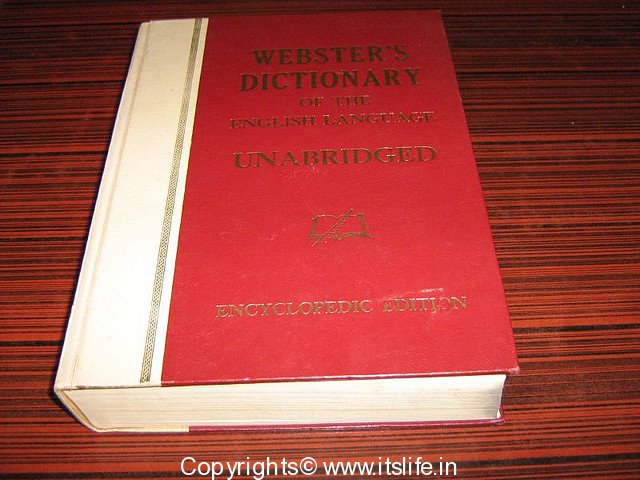 WEBSTER'S
DICTIONARY
OF THE
ENGLISH LANGUAGE
UNABRIDGED
ENCYCLOPEDIC EDITION
Copyrights© www.itslife.in